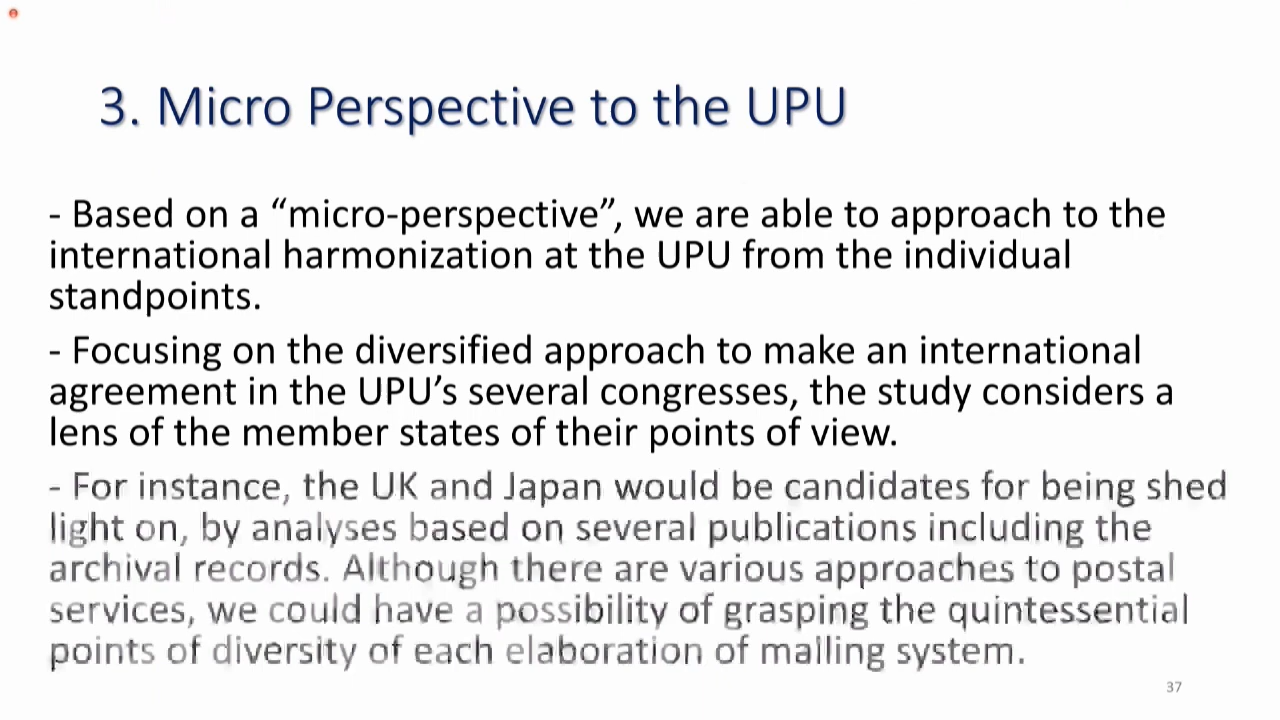 3. Micro Perspective to the UPU
- Based on a “micro-perspective”, we are able to approach to the
international harmonization at the UPU from the individual
standpoints.
- Focusing on the diversified approach to make an international
agreement in the UPU’s several congresses, the study considers a
lens of the member states of their points of view.
- For instance, the UK and Japan would be candidates for being shed
light on, by analyses based on several publications including the
archival records. Although there are various approaches to postal
services, we could have a possibility of grasping the quintessential
points of diversity of each elaboration of mailing system.
37